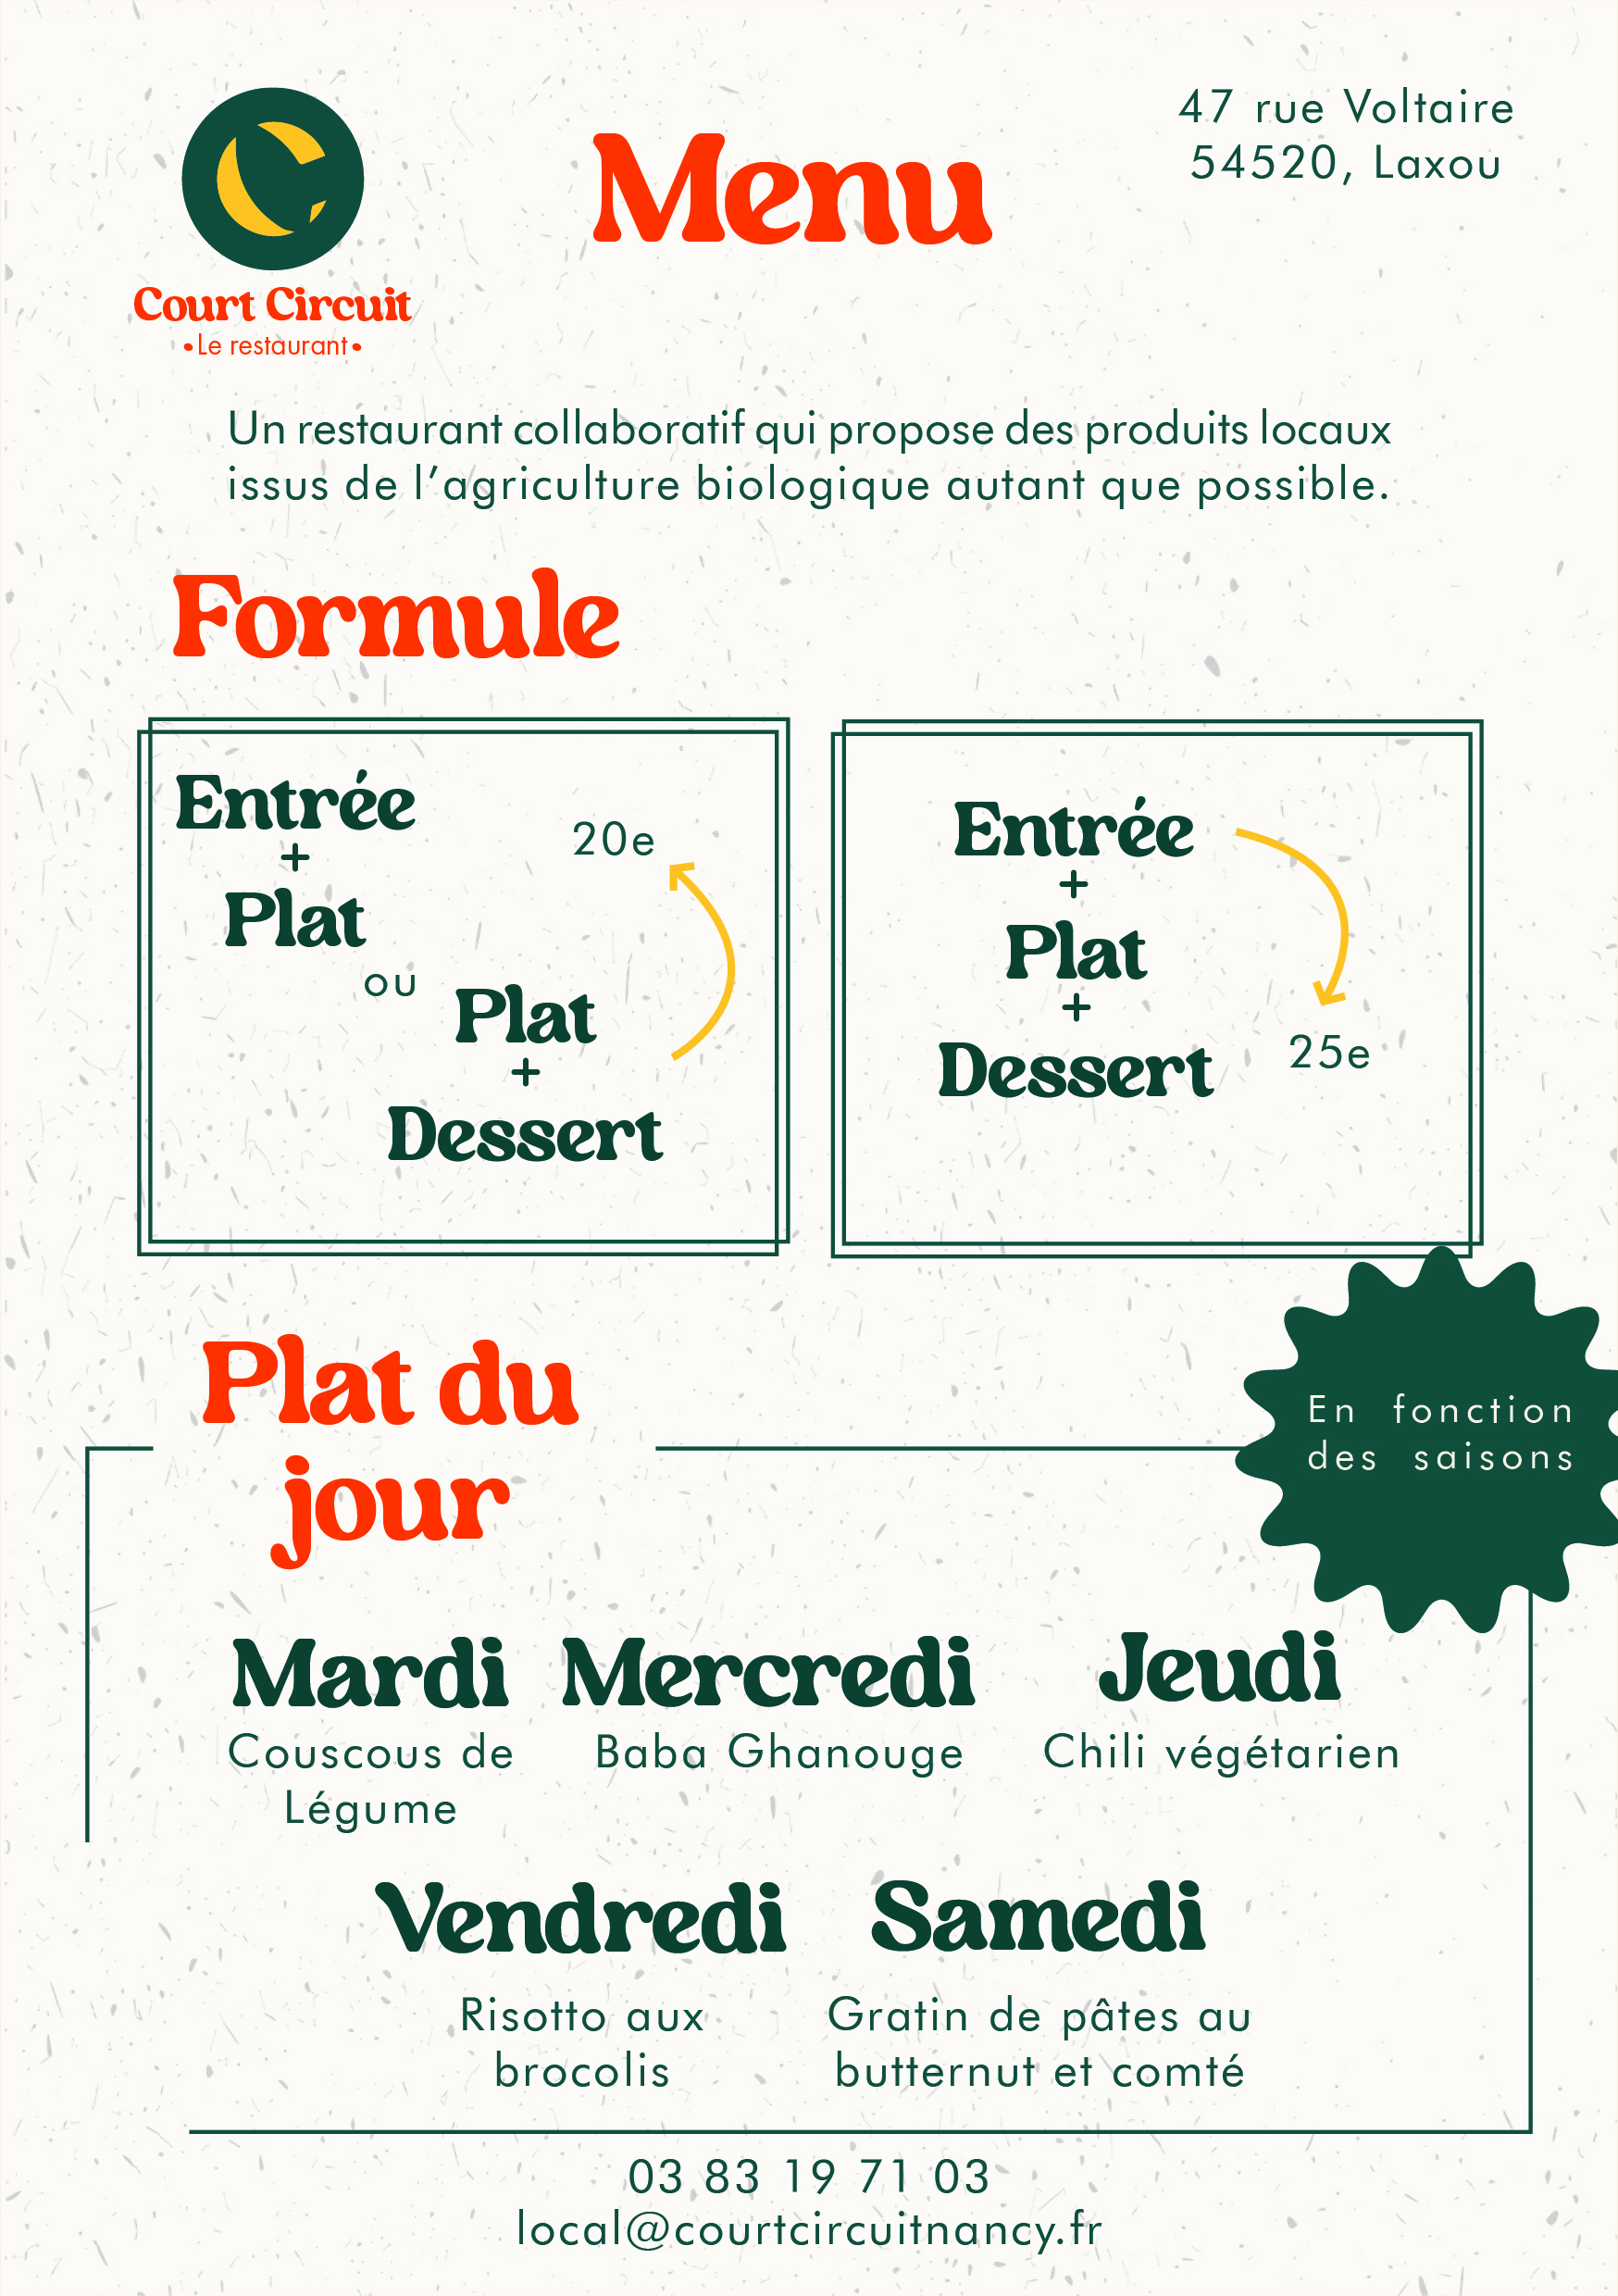 Court Circuit
•Le restaurant•
Menu
47 rue Voltaire
54520, Laxou
Un restaurant collaboratif qui propose des produits locaux
issus de l’agriculture biologique autant que possible.
Formule
Entrée
+
Plat
ou
Plat
+
Dessert
20e
Entrée
+
Plat
+
Dessert
25e
Plat du
jour
En fonction
des saisons
Mardi
Couscous de
Légume
Mercredi
Baba Ghanouge
Jeudi
Chili végétarien
Vendredi
Risotto aux
brocolis
Samedi
Gratin de pâtes au
butternut et comté
03 83 19 71 03
local@courtcircuitnancy.fr